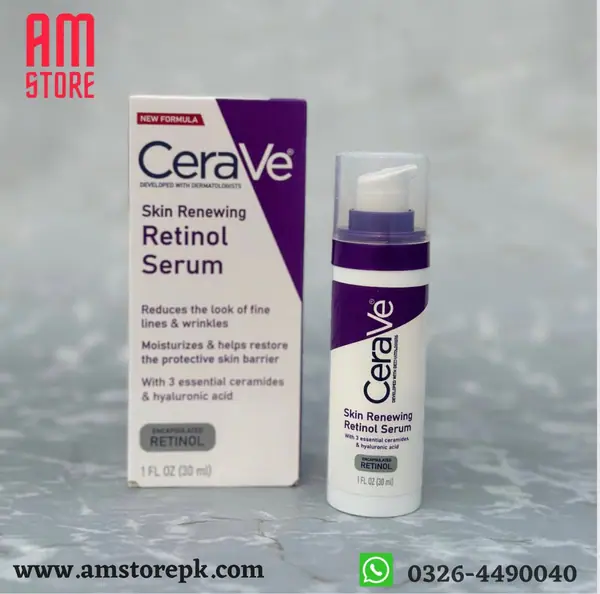 AM
STORE
NEW FORMULA
CeraVe®
DEVELOPED WITH DERMATOLOGISTS
Skin Renewing
Retinol
Serum
Reduces the look of fine
lines & wrinkles
Moisturizes & helps restore
the protective skin barrier
With 3 essential ceramides
& hyaluronic acid
ENCAPSULATED
RETINOL
1 FL OZ (30 ml)
CeraVe®
DEVELOPED WITH DERMATOLOGISTS
Skin Renewing
Retinol Serum
With 3 essential ceramides
& hyaluronic acid
ENCAPSULATED
RETINOL
1 FL OZ (30 ml)
www.amstorepk.com
0326-4490040